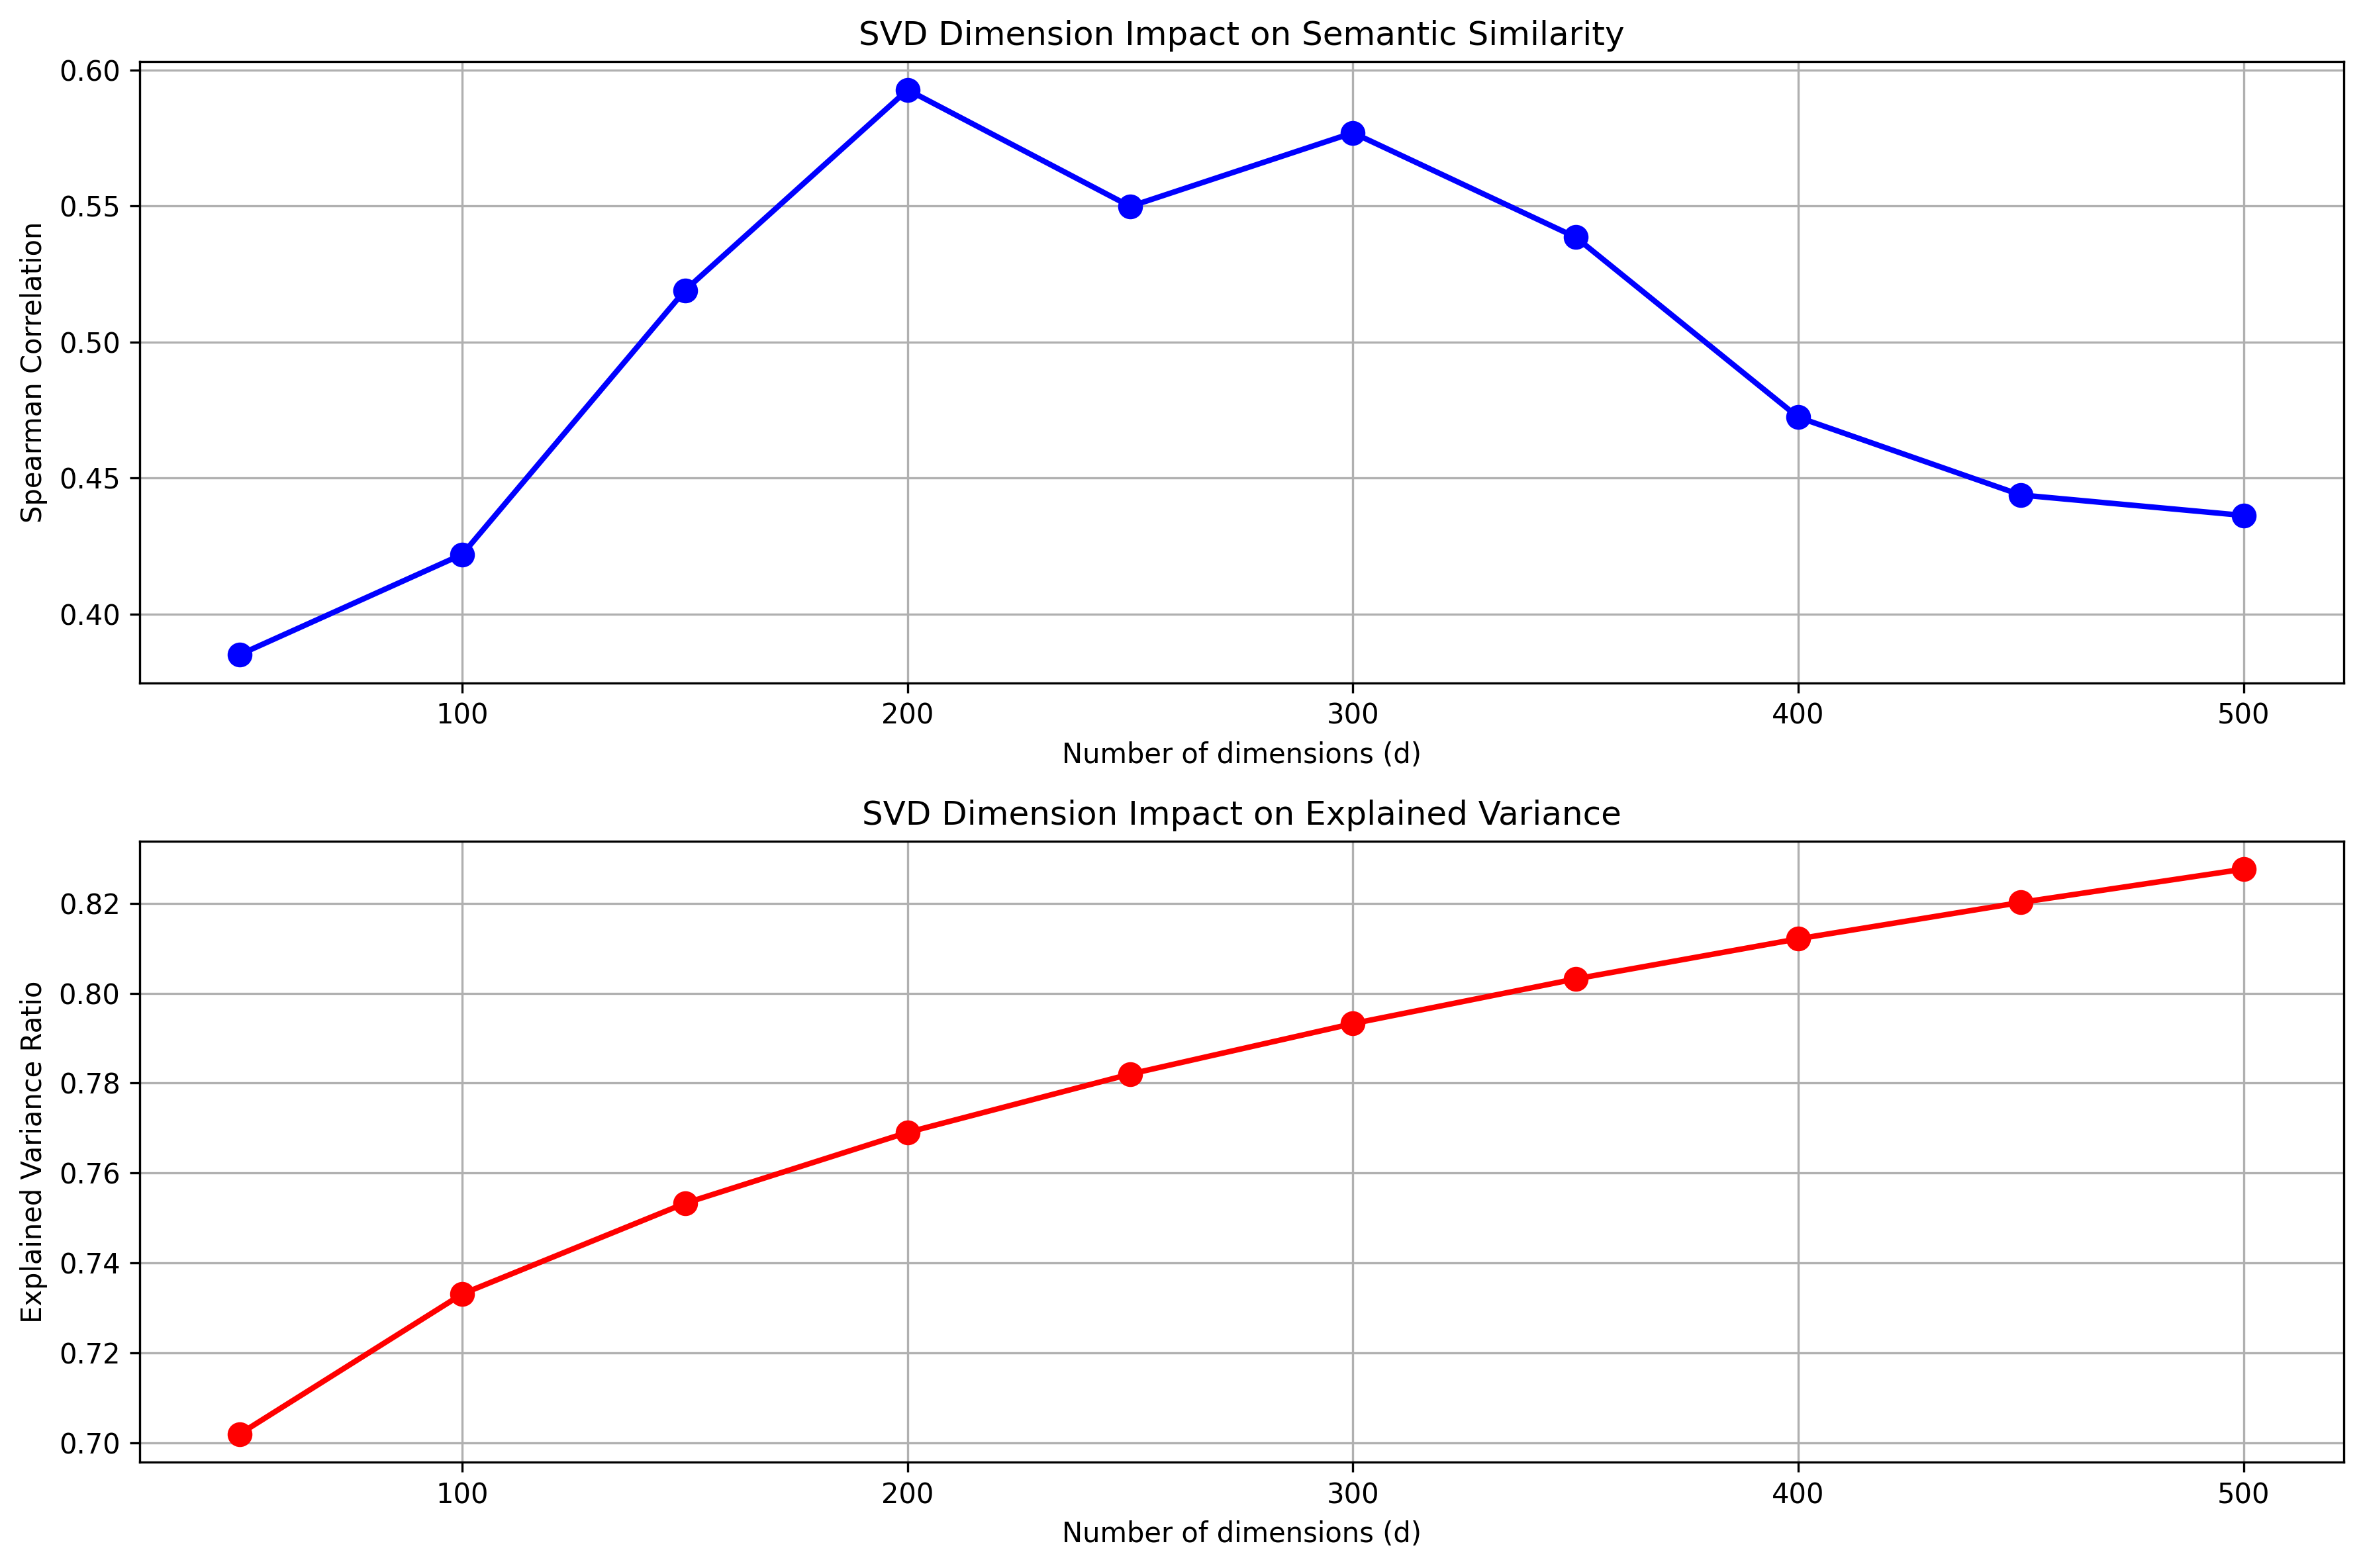 SVD Dimension Impact on Semantic Similarity
0.60
0.55
0.50
0.45
0.40
Spearman Correlation
100 200 300 400 500
Number of dimensions (d)
SVD Dimension Impact on Explained Variance
0.82
0.80
0.78
0.76
0.74
0.72
0.70
Explained Variance Ratio
100 200 300 400 500
Number of dimensions (d)